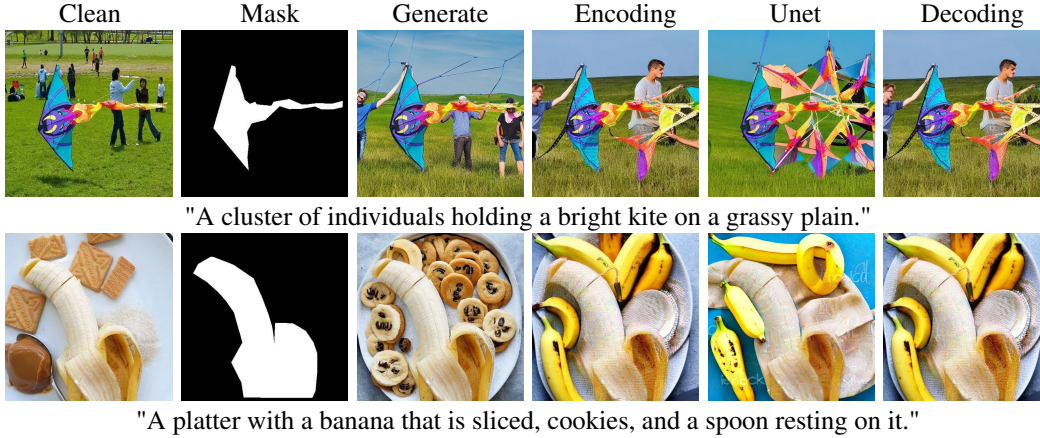 Clean Mask Generate Encoding Unet Decoding
"A cluster of individuals holding a bright kite on a grassy plain."
"A platter with a banana that is sliced, cookies, and a spoon resting on it."